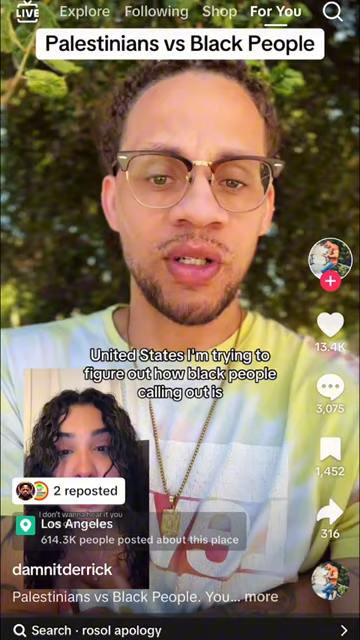 LIVE
Explore Following Shop For You
Palestinians vs Black People
United States I'm trying to
figure out how black people
calling out is
13.4K
3,075
1,452
316
2 reposted
I don't wanna hear it you
Los Angeles
614.3K people posted about this place
damnitderrick
Palestinians vs Black People. You... more
Search · rosol apology